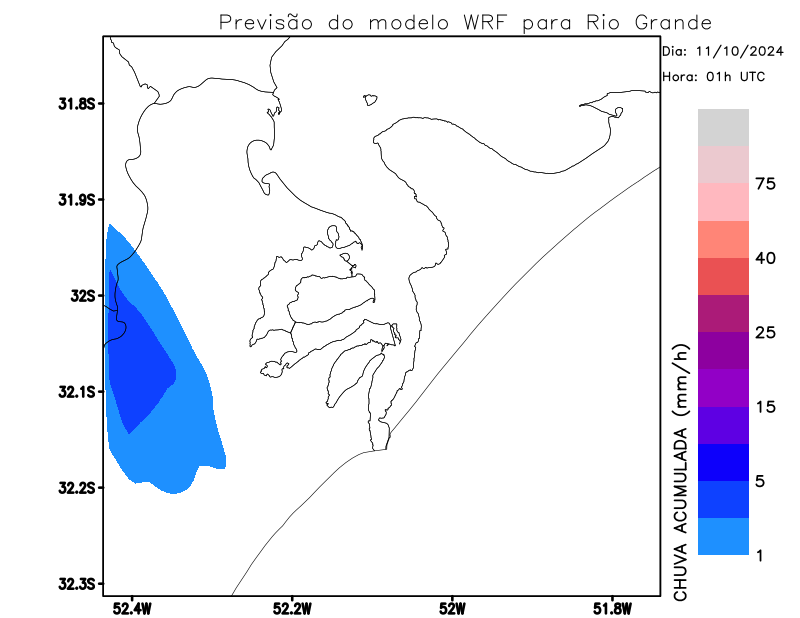 Previsão do modelo WRF para Rio Grande
Dia: 11/10/2024
Hora: 01h UTC
31.8S
31.9S
32S
32.1S
32.2S
32.3S
52.4W
52.2W
52W
51.8W
CHUVA ACUMULADA (mm/h)
75
40
25
15
5
1